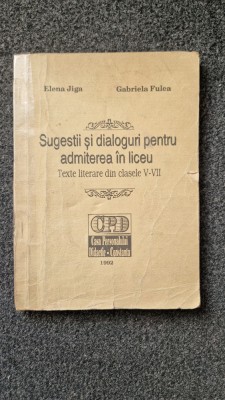 Elena Jiga Gabriela Fulea
Sugestii și dialoguri pentru
admiterea în liceu
Texte literare din clasele V-VII
CPD
Casa Personalului
Didactic - Constanța
1992